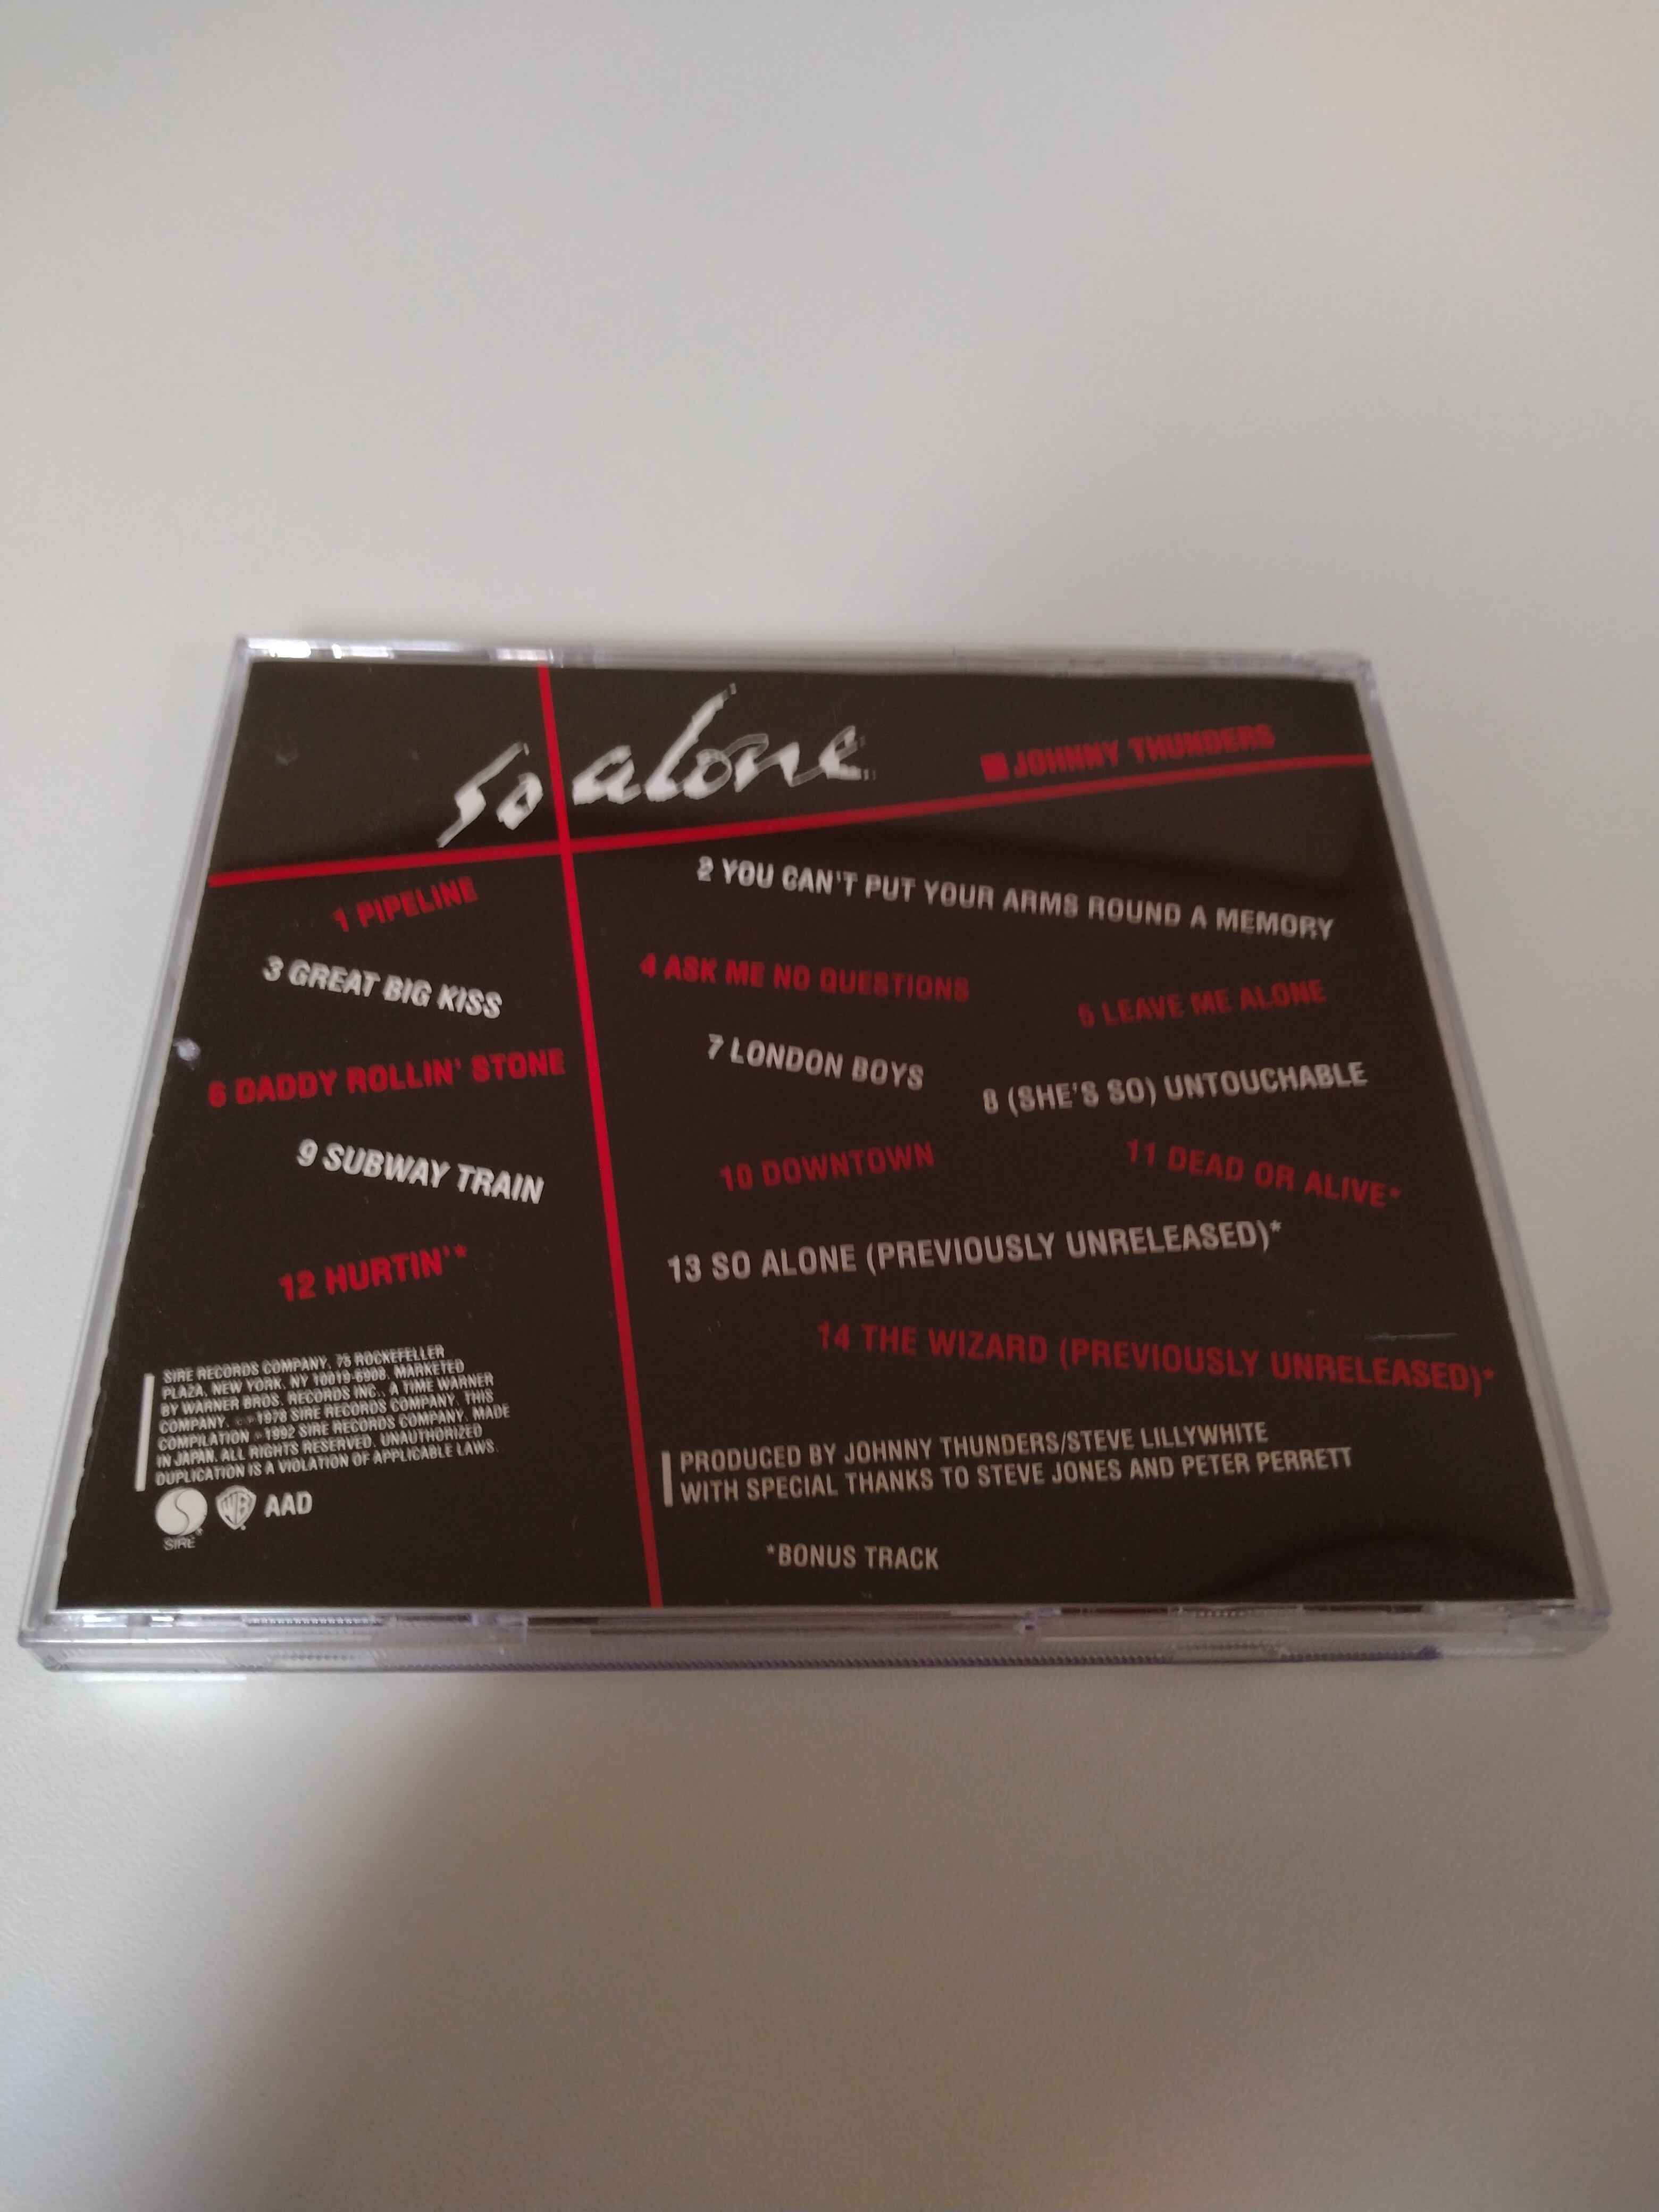 so alone
JOHNNY THUNDERS
1 PIPELINE
2 YOU CAN'T PUT YOUR ARMS ROUND A MEMORY
3 GREAT BIG KISS
4 ASK ME NO QUESTIONS
5 LEAVE ME ALONE
6 DADDY ROLLIN' STONE
7 LONDON BOYS
8 (SHE'S SO) UNTOUCHABLE
9 SUBWAY TRAIN
10 DOWNTOWN
11 DEAD OR ALIVE*
12 HURTIN'*
13 SO ALONE (PREVIOUSLY UNRELEASED)*
14 THE WIZARD (PREVIOUSLY UNRELEASED)*
SIRE RECORDS COMPANY, 75 ROCKEFELLER
PLAZA, NEW YORK, NY 10019-6908. MARKETED
BY WARNER BROS. RECORDS INC., A TIME WARNER
COMPANY. 1978 SIRE RECORDS COMPANY. THIS
COMPILATION 1992 SIRE RECORDS COMPANY. MADE
IN JAPAN. ALL RIGHTS RESERVED. UNAUTHORIZED
DUPLICATION IS A VIOLATION OF APPLICABLE LAWS.
SIRE
WB
AAD
PRODUCED BY JOHNNY THUNDERS/STEVE LILLYWHITE
WITH SPECIAL THANKS TO STEVE JONES AND PETER PERRETT
*BONUS TRACK